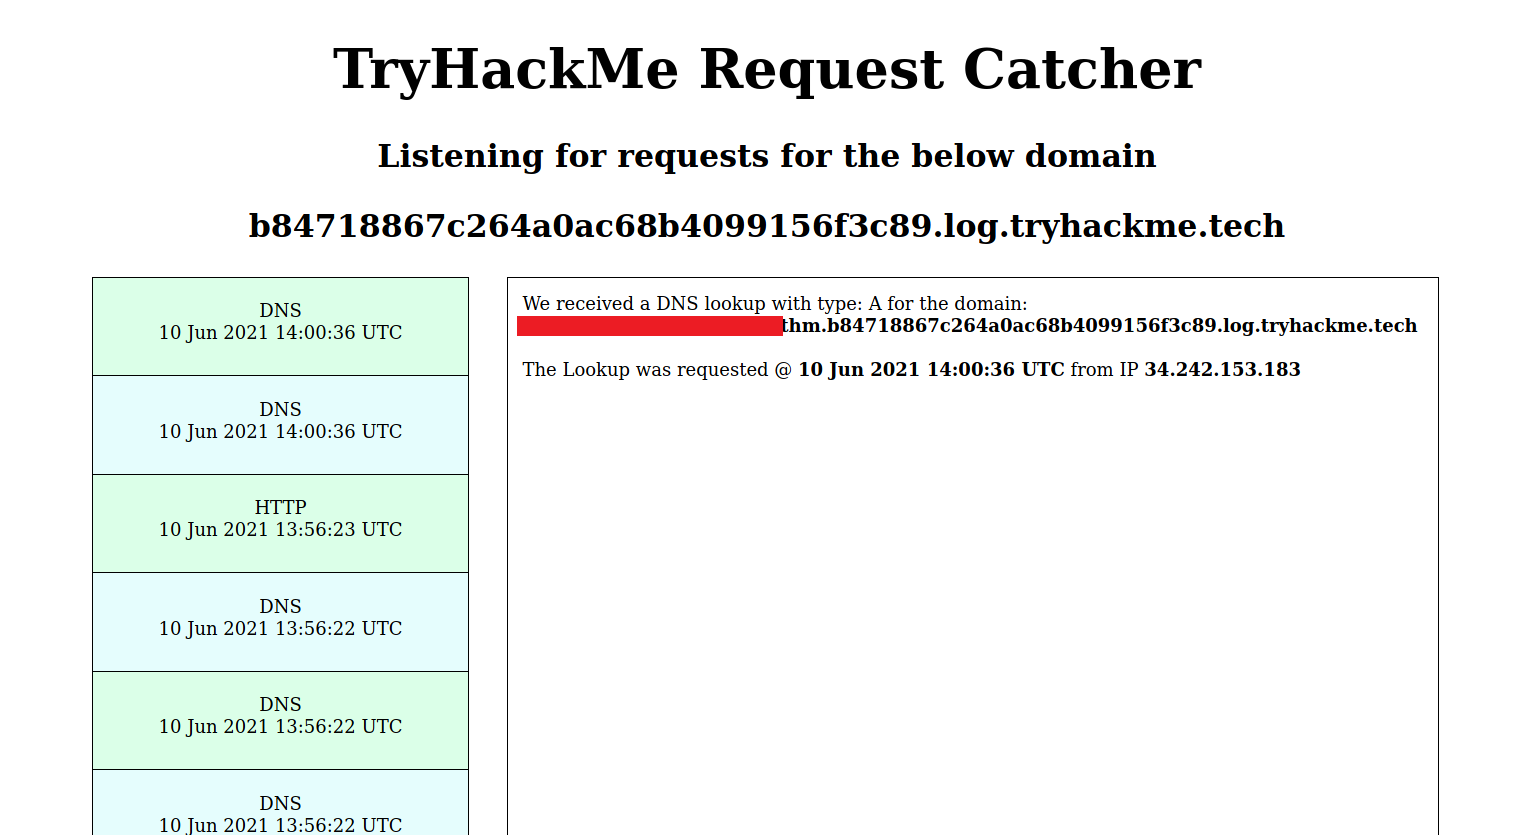 TryHackMe Request Catcher
Listening for requests for the below domain
b84718867c264a0ac68b4099156f3c89.log.tryhackme.tech
DNS
10 Jun 2021 14:00:36 UTC
DNS
10 Jun 2021 14:00:36 UTC
HTTP
10 Jun 2021 13:56:23 UTC
DNS
10 Jun 2021 13:56:22 UTC
DNS
10 Jun 2021 13:56:22 UTC
DNS
10 Jun 2021 13:56:22 UTC
We received a DNS lookup with type: A for the domain:
thm.b84718867c264a0ac68b4099156f3c89.log.tryhackme.tech
The Lookup was requested @ 10 Jun 2021 14:00:36 UTC from IP 34.242.153.183